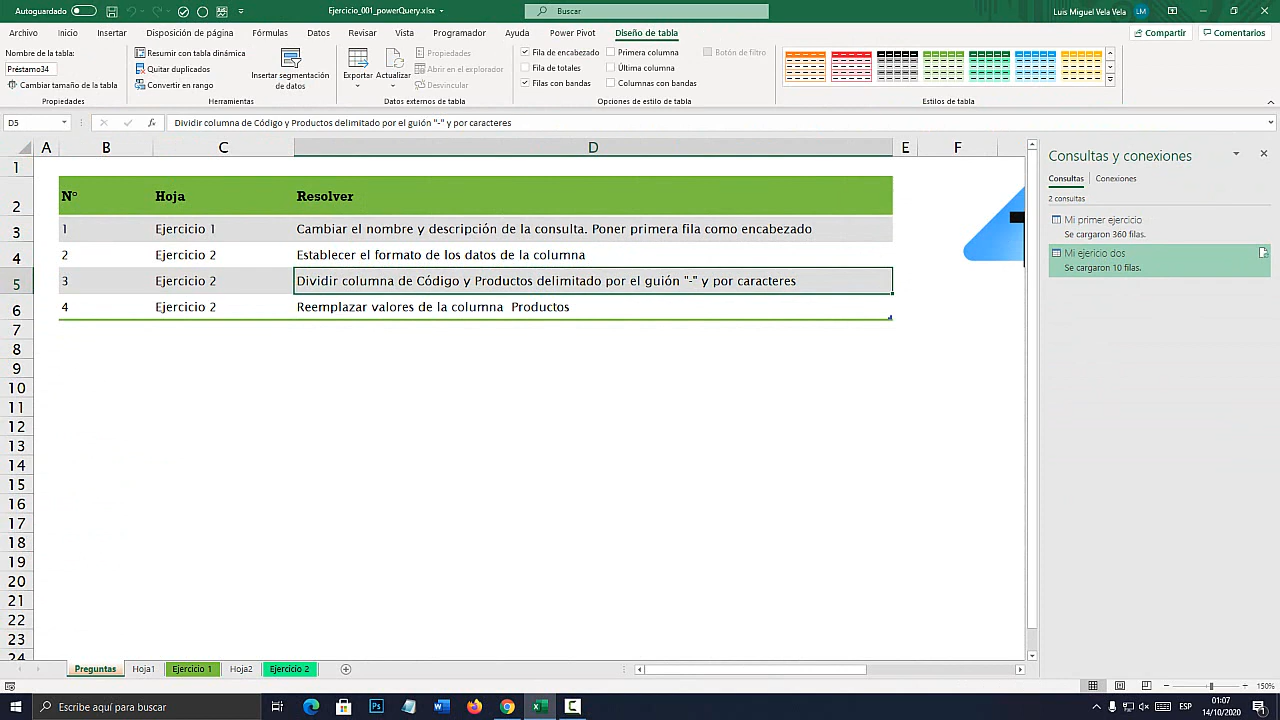 Autoguardado
Ejercicio_001_powerQuery.xlsx
Buscar
Luis Miguel Vela Vela
LM
Archivo Inicio Insertar Disposición de página Fórmulas Datos Revisar Vista Programador Ayuda Power Pivot Diseño de tabla
Compartir
Comentarios
Nombre de la tabla:
Préstamo34
Cambiar tamaño de la tabla
Propiedades
Resumir con tabla dinámica
Quitar duplicados
Convertir en rango
Insertar segmentación
de datos
Herramientas
Exportar
Actualizar
Propiedades
Abrir en el explorador
Desvincular
Datos externos de tabla
Fila de encabezado
Fila de totales
Filas con bandas
Primera columna
Última columna
Columnas con bandas
Botón de filtro
Opciones de estilo de tabla
Estilos de tabla
D5
fx
Dividir columna de Código y Productos delimitado por el guión "-" y por caracteres
A B C D E F
1
2 N° Hoja Resolver
3 1 Ejercicio 1 Cambiar el nombre y descripción de la consulta. Poner primera fila como encabezado
4 2 Ejercicio 2 Establecer el formato de los datos de la columna
5 3 Ejercicio 2 Dividir columna de Código y Productos delimitado por el guión "-" y por caracteres
6 4 Ejercicio 2 Reemplazar valores de la columna Productos
7
8
9
10
11
12
13
14
15
16
17
18
19
20
21
22
23
24
Consultas y conexiones
Consultas Conexiones
2 consultas
Mi primer ejercicio
Se cargaron 360 filas.
Mi ejericio dos
Se cargaron 10 filas.
Preguntas Hoja1 Ejercicio 1 Hoja2 Ejercicio 2
150%
Escribe aquí para buscar
ESP
01:07
14/10/2020